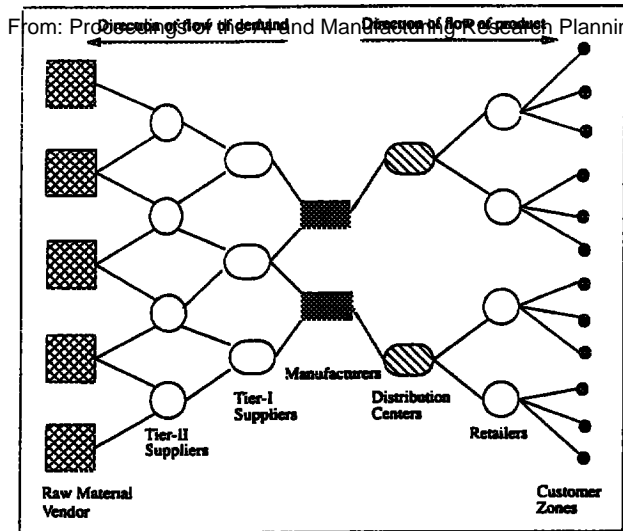 From: Proceedings of the AI and Manufacturing Research Plannin
Direction of flow of demand
Direction of flow of product
Manufacturers
Tier-I
Suppliers
Distribution
Centers
Tier-II
Suppliers
Retailers
Raw Material
Vendor
Customer
Zones